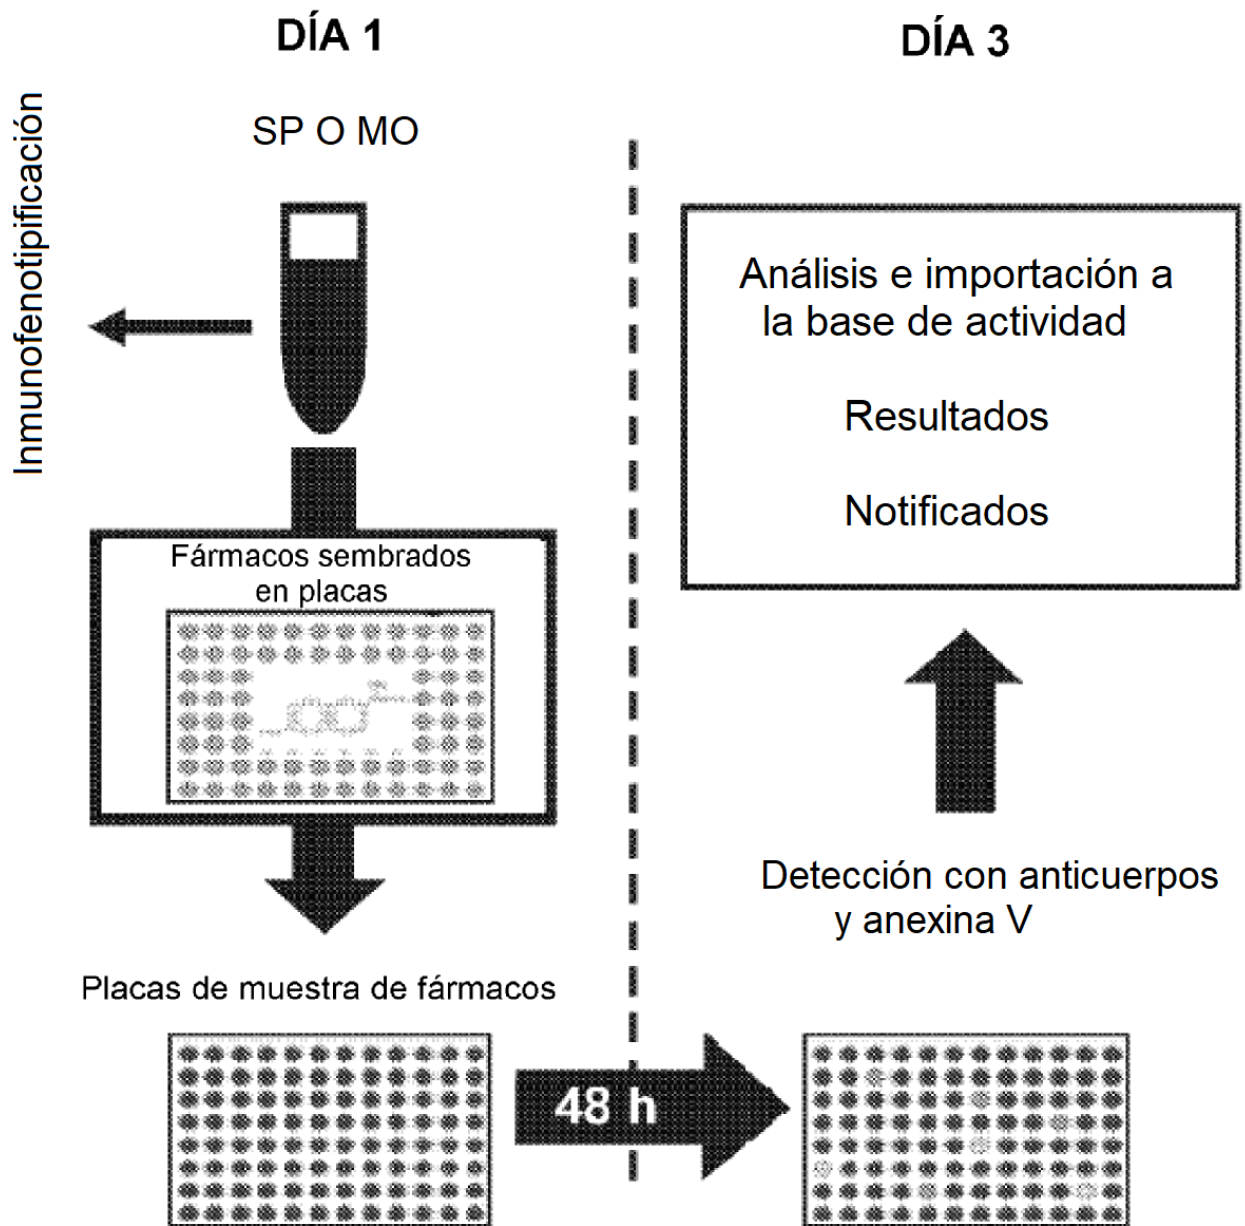 DÍA 1
SP O MO
Inmunofenotipificación
Fármacos sembrados
en placas
Placas de muestra de fármacos
48 h
DÍA 3
Análisis e importación a
la base de actividad
Resultados
Notificados
Detección con anticuerpos
y anexina V